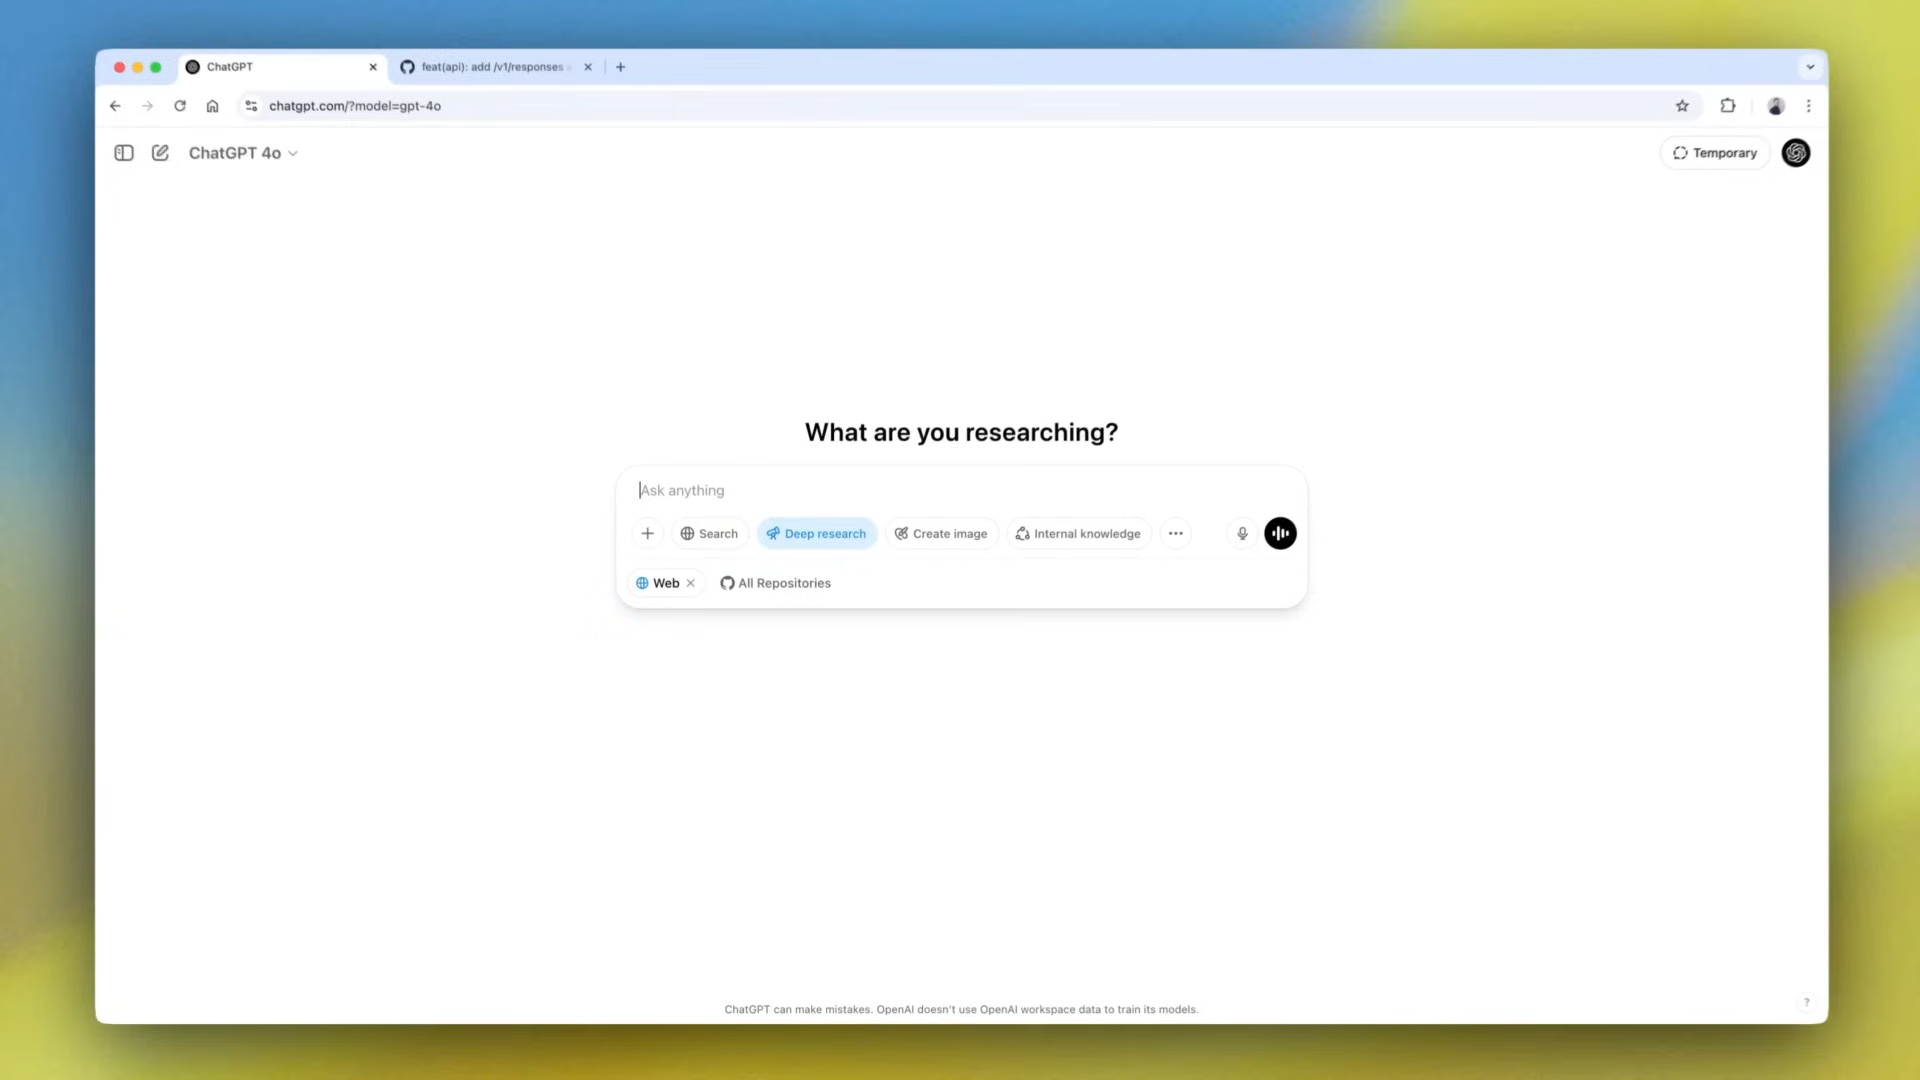 ChatGPT
feat(api): add /v1/responses
chatgpt.com/?model=gpt-4o
ChatGPT 4o
Temporary
What are you researching?
Ask anything
Search
Deep research
Create image
Internal knowledge
Web
All Repositories
ChatGPT can make mistakes. OpenAI doesn't use OpenAI workspace data to train its models.
?